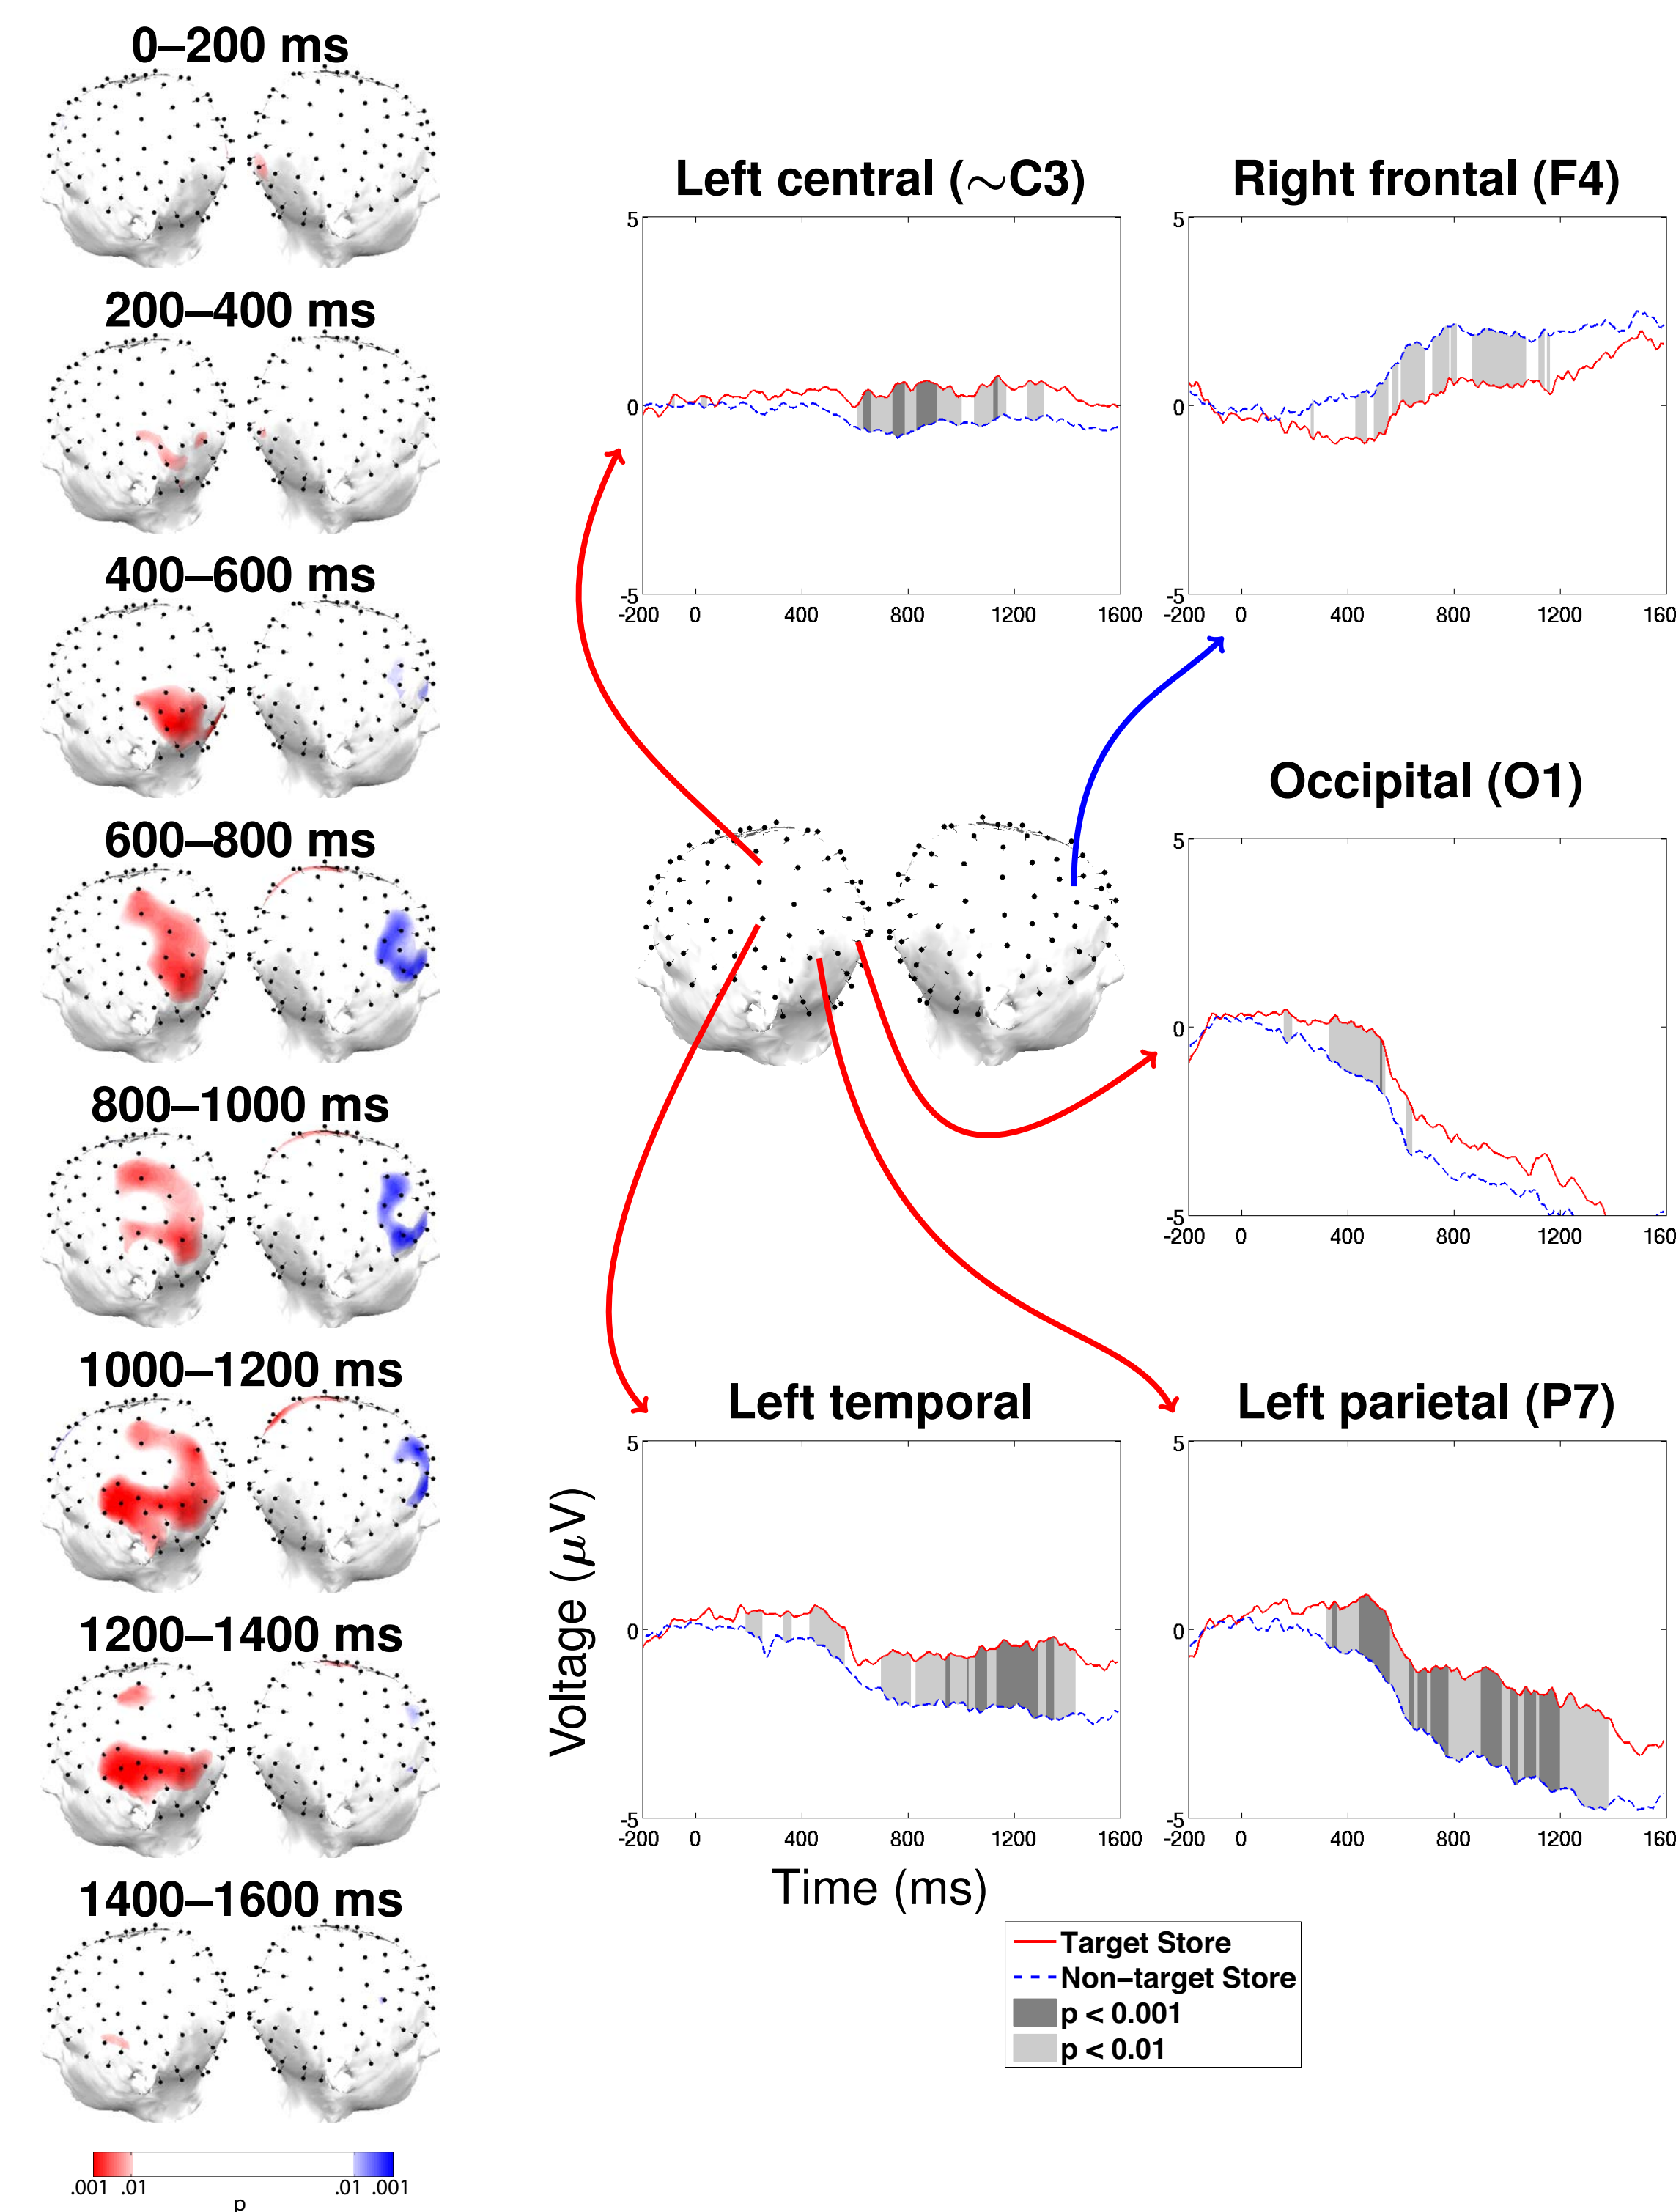 0–200 ms
200–400 ms
400–600 ms
600–800 ms
800–1000 ms
1000–1200 ms
1200–1400 ms
1400–1600 ms
.001 .01 .01 .001
p
Left central (∼C3)
5
0
-5
-200 0 400 800 1200 1600
Right frontal (F4)
5
0
-5
-200 0 400 800 1200 160
Occipital (O1)
5
0
-5
-200 0 400 800 1200 160
Left temporal
5
0
-5
-200 0 400 800 1200 1600
Voltage (μV)
Time (ms)
Left parietal (P7)
5
0
-5
-200 0 400 800 1200 160
Target Store
Non–target Store
p < 0.001
p < 0.01